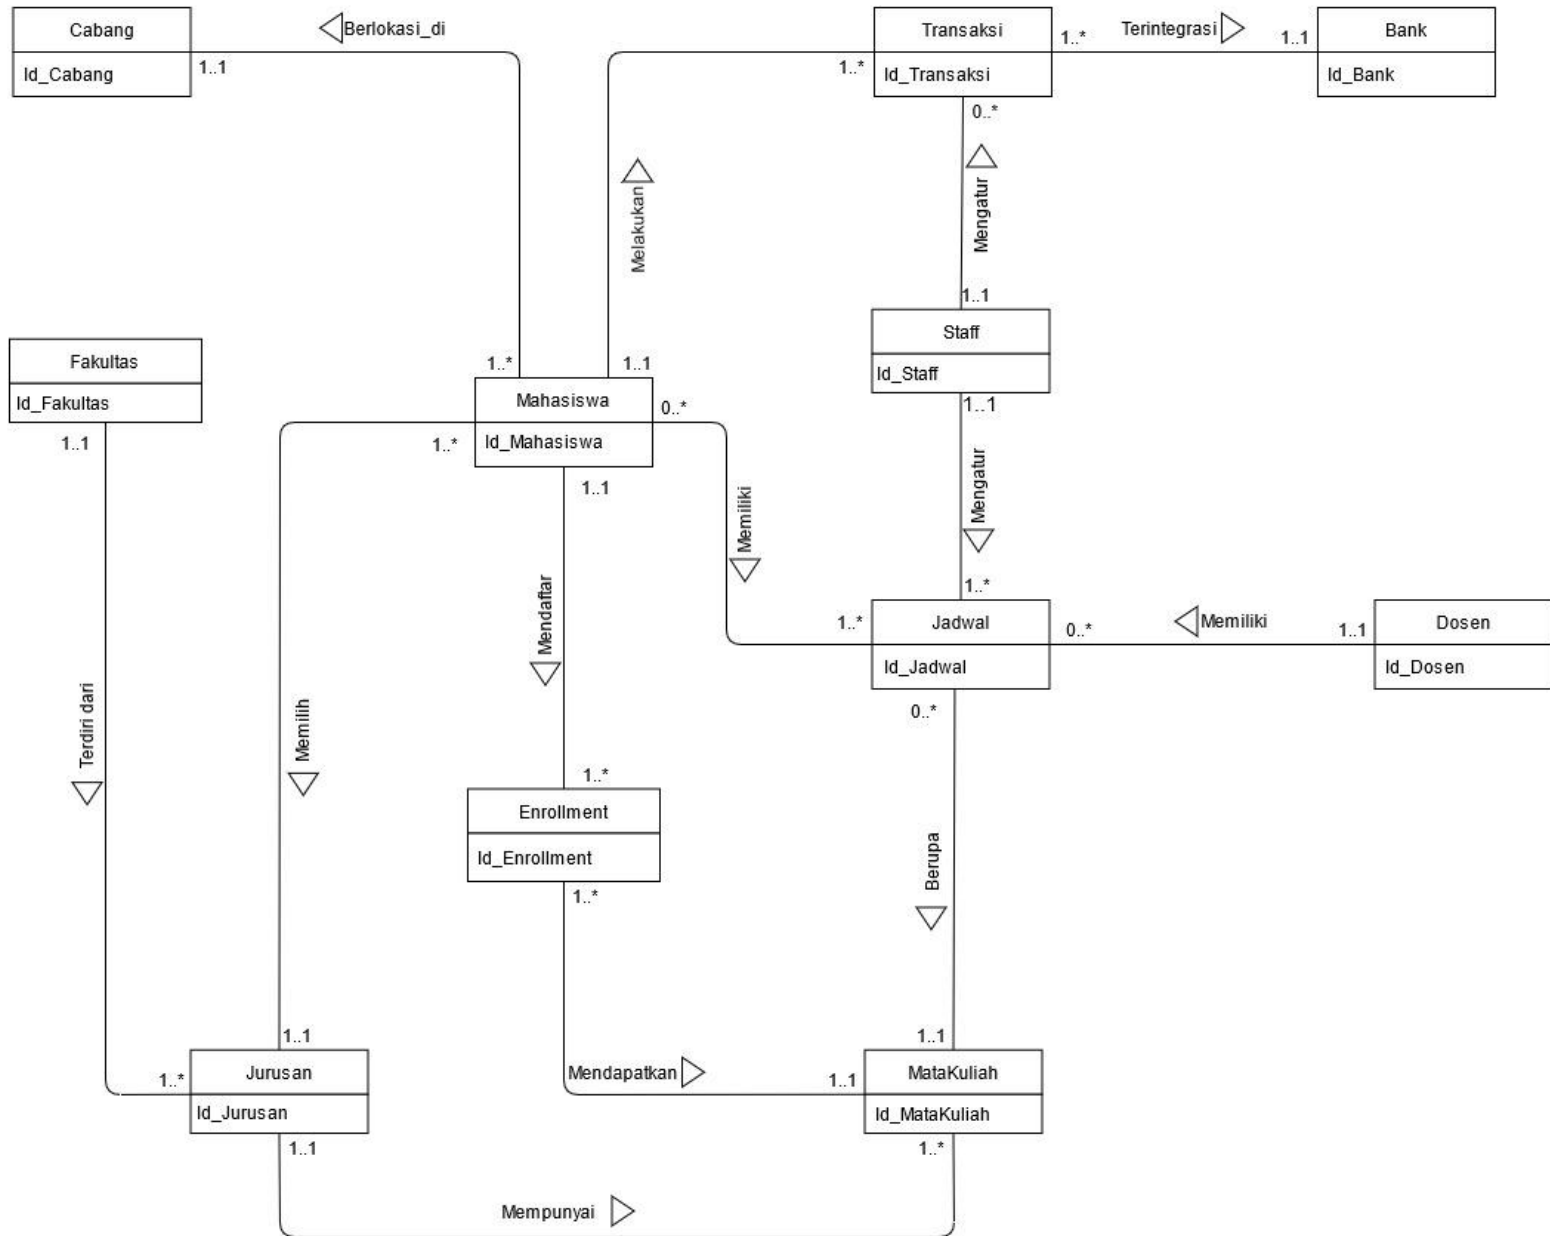 Cabang
Id_Cabang
1..1
Berlokasi_di
Transaksi
Id_Transaksi
1..*
1..*
Terintegrasi
1..1
Bank
Id_Bank
0..*
Melakukan
Mengatur
1..1
Fakultas
Id_Fakultas
1..1
1..*
1..1
Mahasiswa
Id_Mahasiswa
0..*
1..*
1..1
Staff
Id_Staff
1..1
Memiliki
Mengatur
1..*
Mendaftar
1..*
Jadwal
Id_Jadwal
0..*
Memiliki
1..1
Dosen
Id_Dosen
0..*
Terdiri dari
Memilih
1..*
Enrollment
Id_Enrollment
1..*
Berupa
1..1
1..1
1..*
Jurusan
Id_Jurusan
1..1
Mendapatkan
1..1
MataKuliah
Id_MataKuliah
1..*
Mempunyai